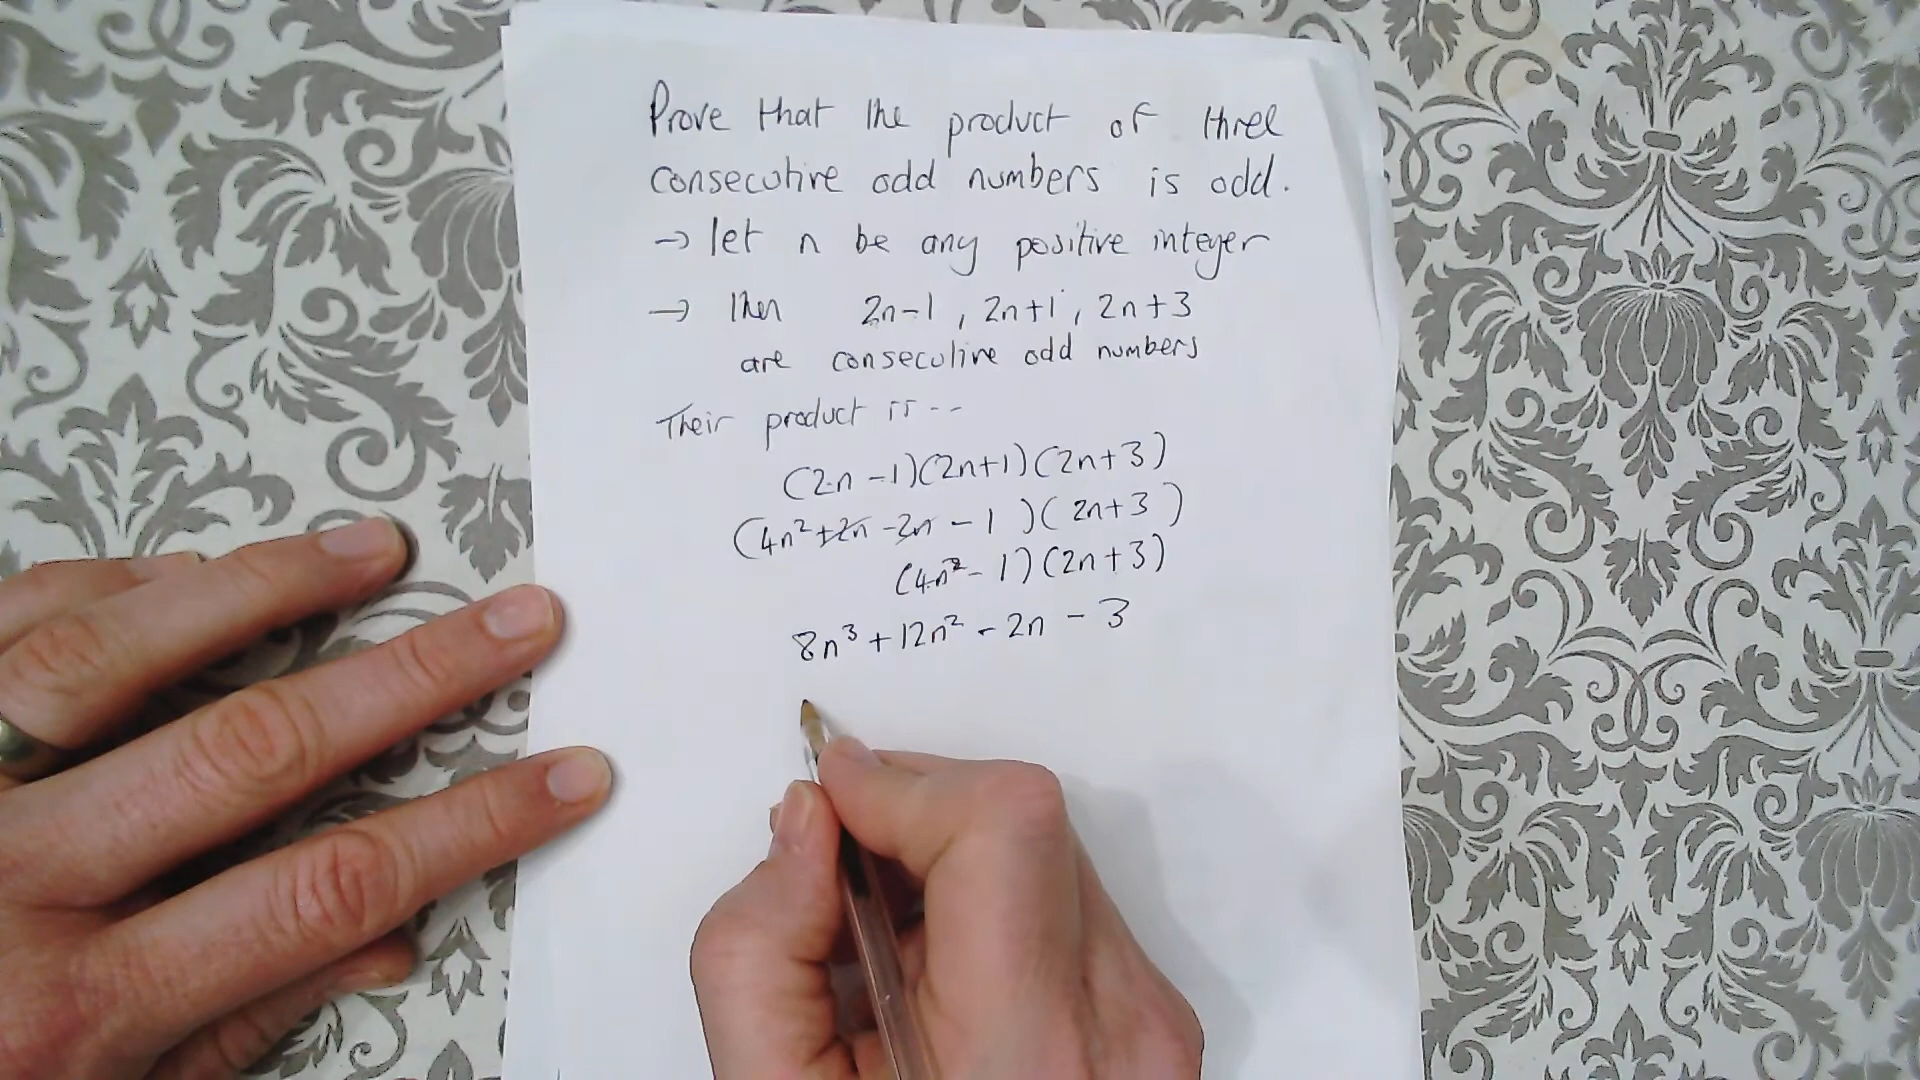 Prove that the product of three
consecutive odd numbers is odd.
→ let n be any positive integer
→ then 2n-1, 2n+1, 2n+3
are consecutive odd numbers
Their product is--
(2n-1)(2n+1)(2n+3)
(4n²+2n-2n-1)(2n+3)
(4n²-1)(2n+3)
8n³+12n²-2n-3